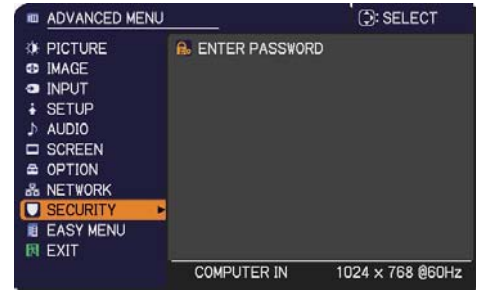 ADVANCED MENU
: SELECT
PICTURE
ENTER PASSWORD
IMAGE
INPUT
SETUP
AUDIO
SCREEN
OPTION
NETWORK
SECURITY
EASY MENU
EXIT
COMPUTER IN
1024 x 768 @60Hz